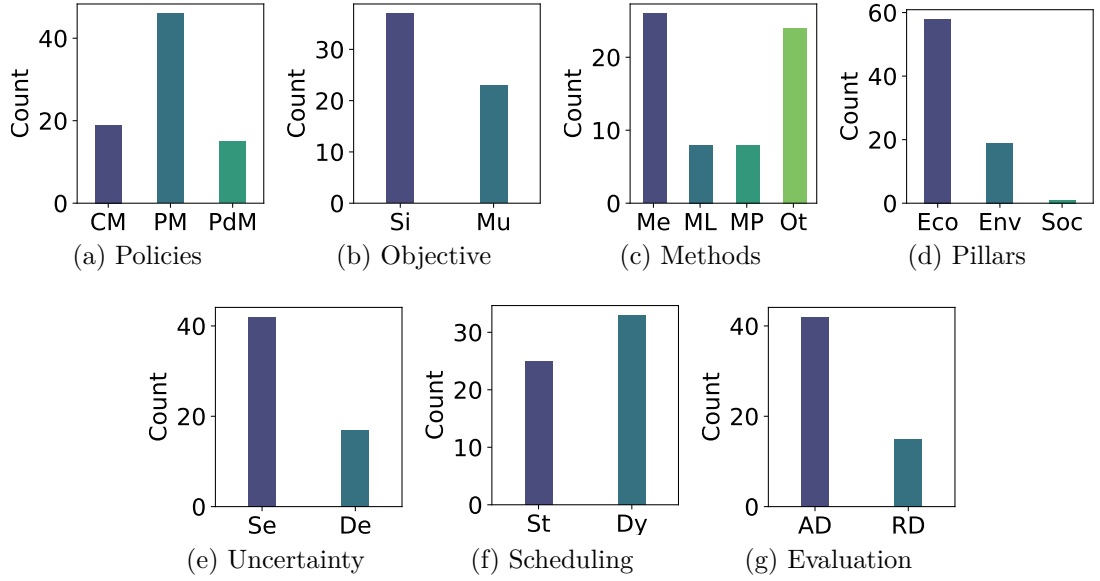 Count
40
20
0
CM PM PdM
(a) Policies
Count
30
20
10
0
Si Mu
(b) Objective
Count
20
10
0
Me ML MP Ot
(c) Methods
Count
60
40
20
0
Eco Env Soc
(d) Pillars
Count
40
20
0
Se De
(e) Uncertainty
Count
30
20
10
0
St Dy
(f) Scheduling
Count
40
20
0
AD RD
(g) Evaluation